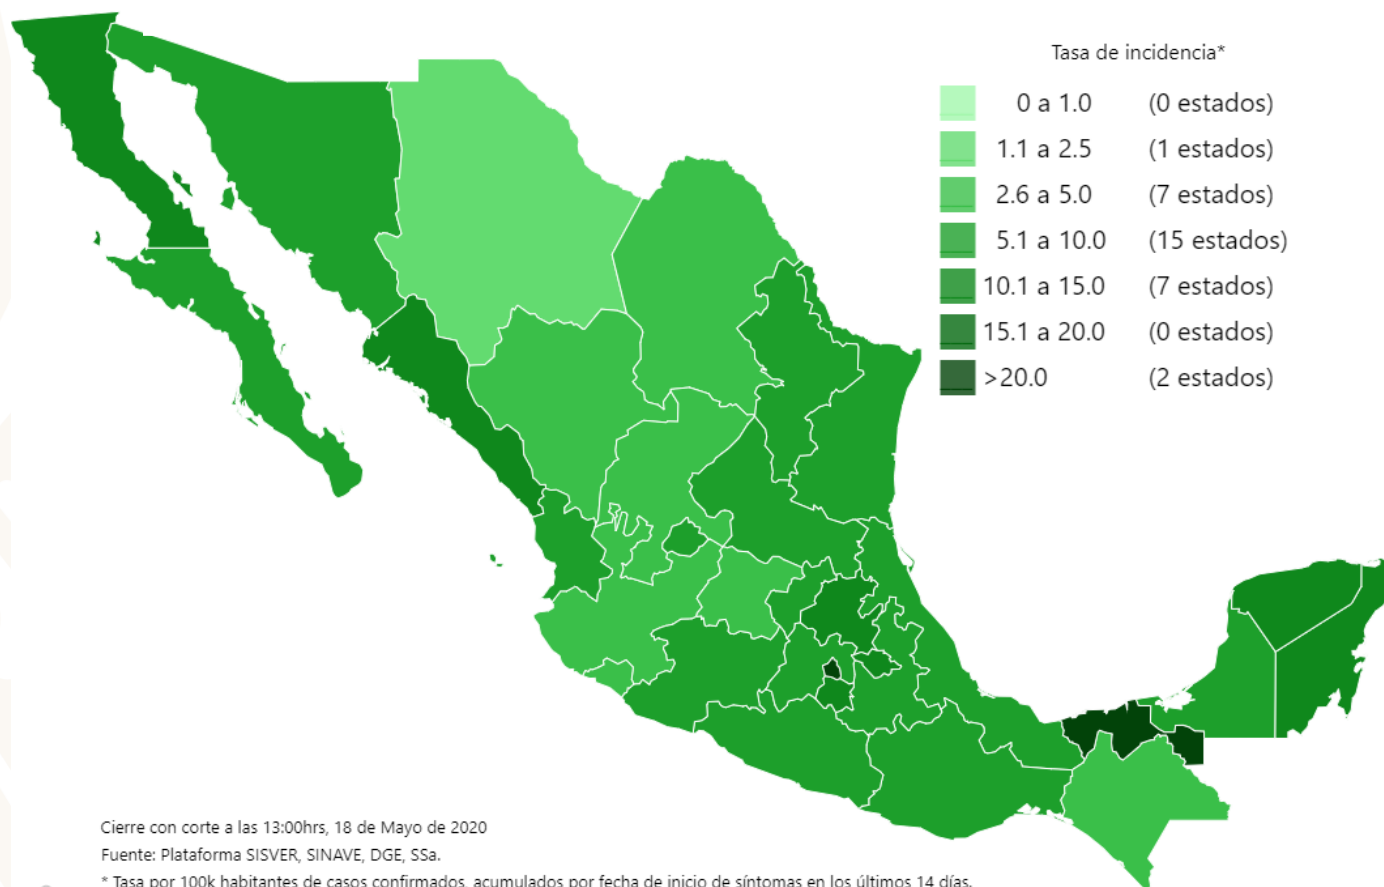 Tasa de incidencia*
0 a 1.0 (0 estados)
1.1 a 2.5 (1 estados)
2.6 a 5.0 (7 estados)
5.1 a 10.0 (15 estados)
10.1 a 15.0 (7 estados)
15.1 a 20.0 (0 estados)
>20.0 (2 estados)
Cierre con corte a las 13:00hrs, 18 de Mayo de 2020
Fuente: Plataforma SISVER, SINAVE, DGE, SSa.
* Tasa por 100k habitantes de casos confirmados, acumulados por fecha de inicio de síntomas en los últimos 14 días.